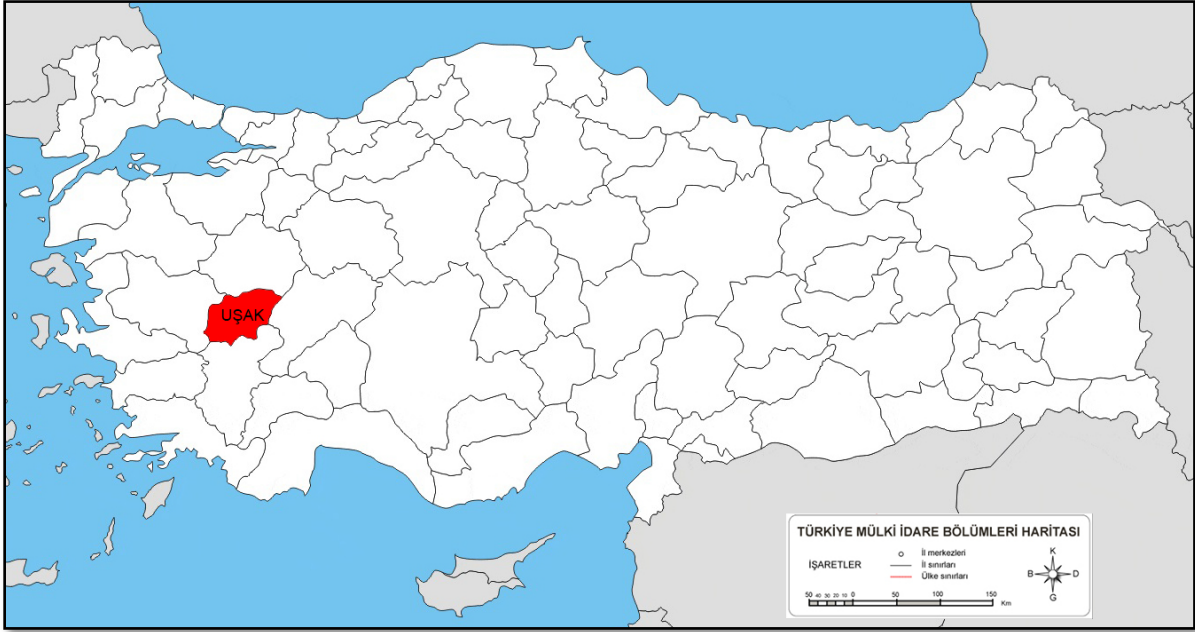 UŞAK
TÜRKİYE MÜLKİ İDARE BÖLÜMLERİ HARİTASI
İŞARETLER
İl merkezleri
İl sınırları
Ülke sınırları
K
B D
G
50 40 30 20 10 0 50 100 150 Km